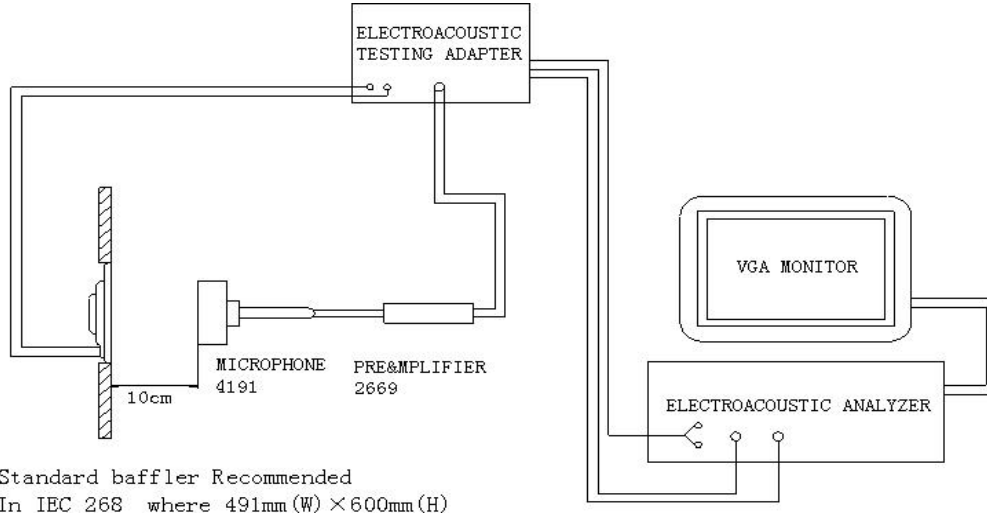 ELECTROACOUSTIC
TESTING ADAPTER
VGA MONITOR
MICROPHONE
4191
PRE&MPLIFIER
2669
10cm
ELECTROACOUSTIC ANALYZER
Standard baffler Recommended
In IEC 268 where 491mm(W)×600mm(H)